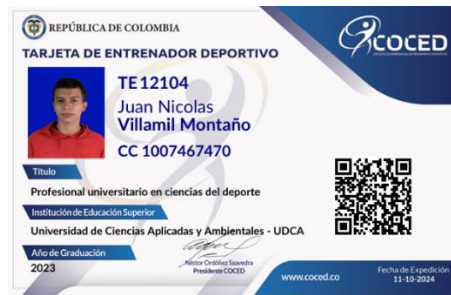 REPÚBLICA DE COLOMBIA
COCED
TARJETA DE ENTRENADOR DEPORTIVO
TE12104
Juan Nicolas
Villamil Montaño
CC 1007467470
Título
Profesional universitario en ciencias del deporte
Institución de Educación Superior
Universidad de Ciencias Aplicadas y Ambientales - UDCA
Año de Graduación
2023
Néstor Ordóñez Saavedra
Presidente COCED
www.coced.co
Fecha de Expedición
11-10-2024